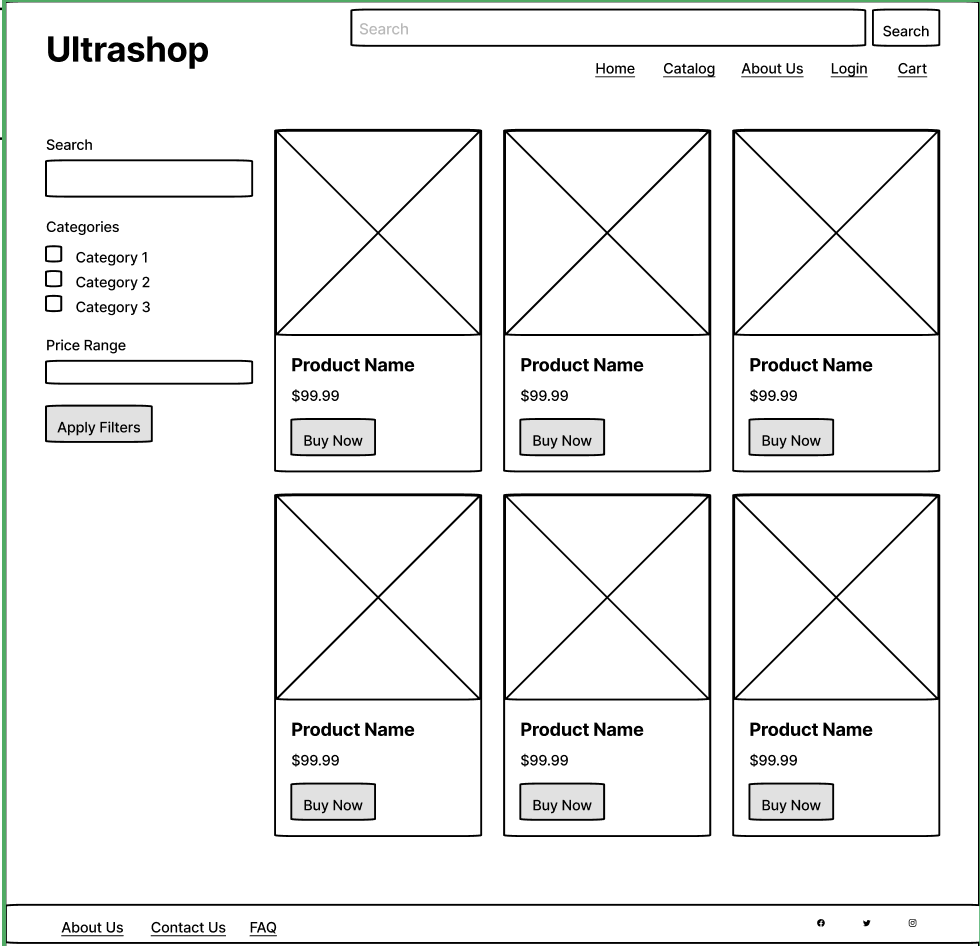 Ultrashop
Search
Search
Home Catalog About Us Login Cart
Search
Categories
Category 1
Category 2
Category 3
Price Range
Apply Filters
Product Name
$99.99
Buy Now
Product Name
$99.99
Buy Now
Product Name
$99.99
Buy Now
Product Name
$99.99
Buy Now
Product Name
$99.99
Buy Now
Product Name
$99.99
Buy Now
About Us Contact Us FAQ